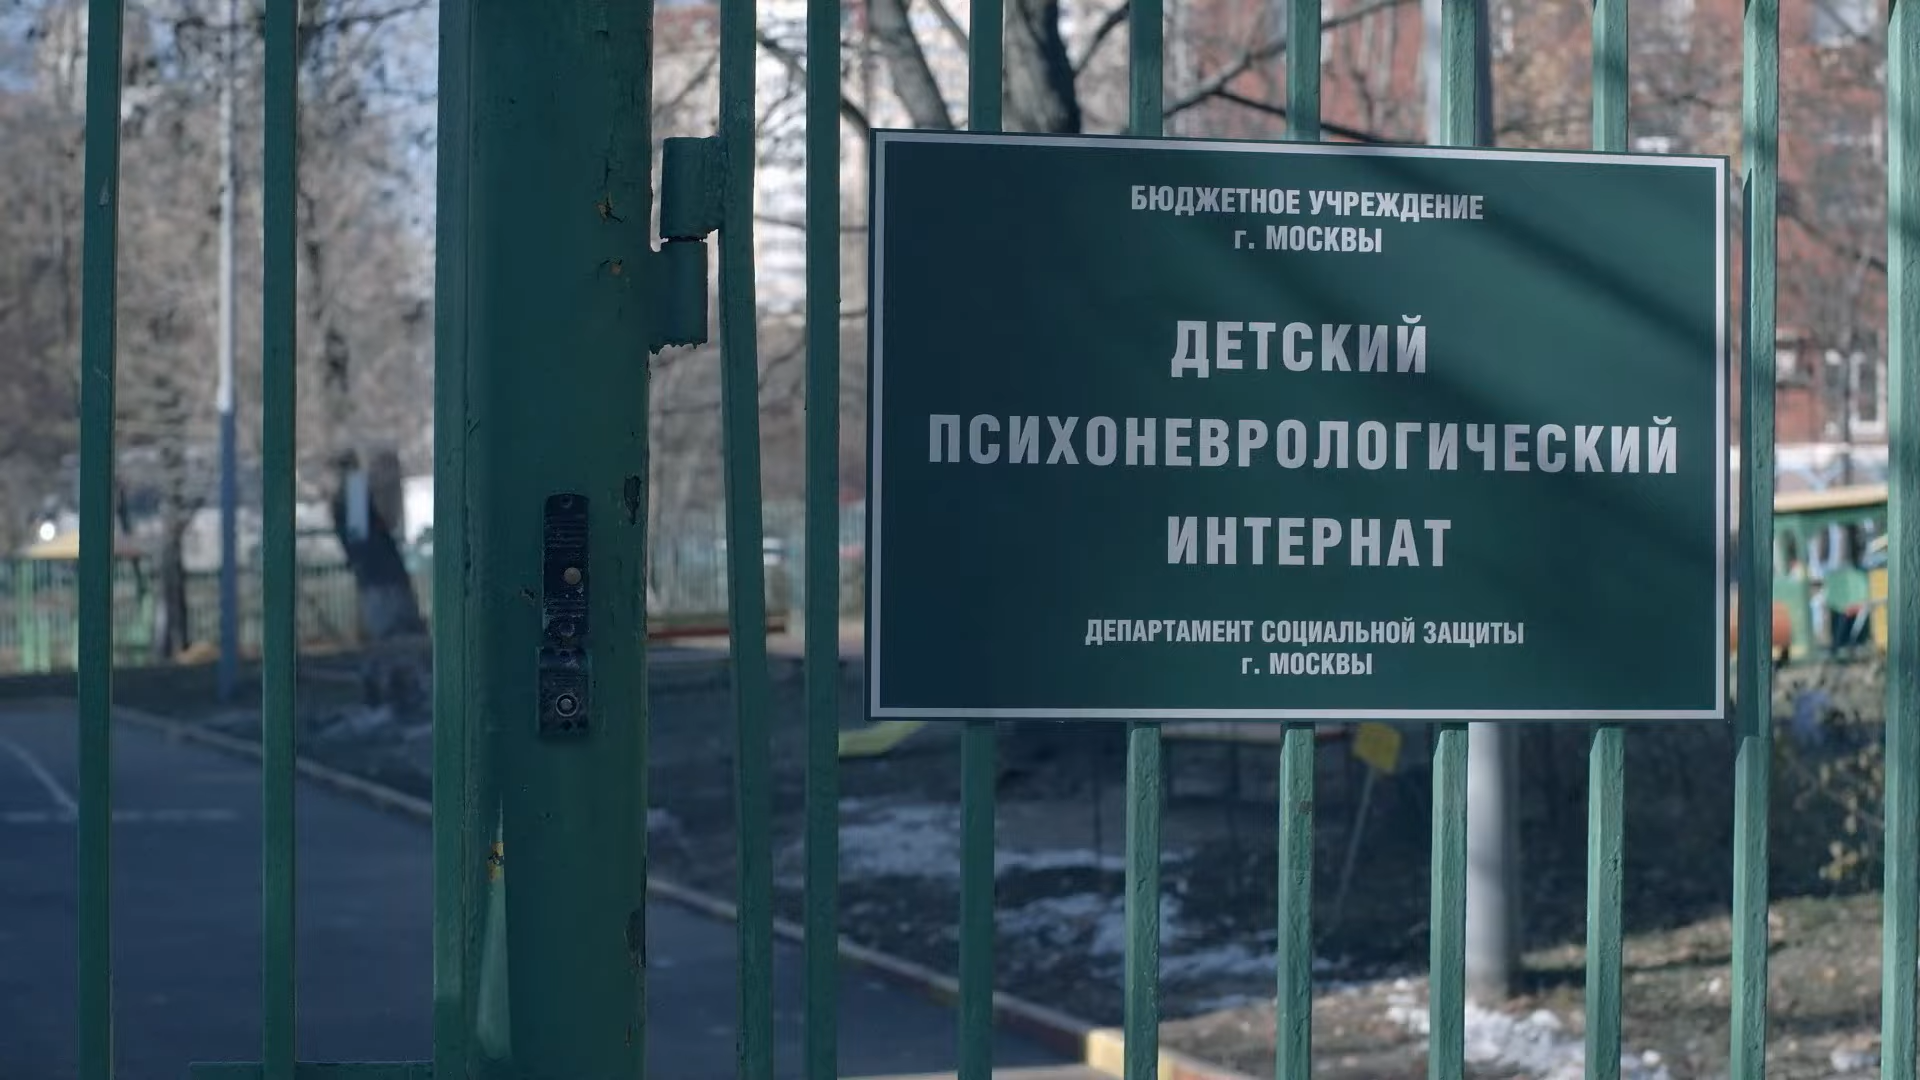 БЮДЖЕТНОЕ УЧРЕЖДЕНИЕ
г. МОСКВЫ
ДЕТСКИЙ
ПСИХОНЕВРОЛОГИЧЕСКИЙ
ИНТЕРНАТ
ДЕПАРТАМЕНТ СОЦИАЛЬНОЙ ЗАЩИТЫ
г. МОСКВЫ